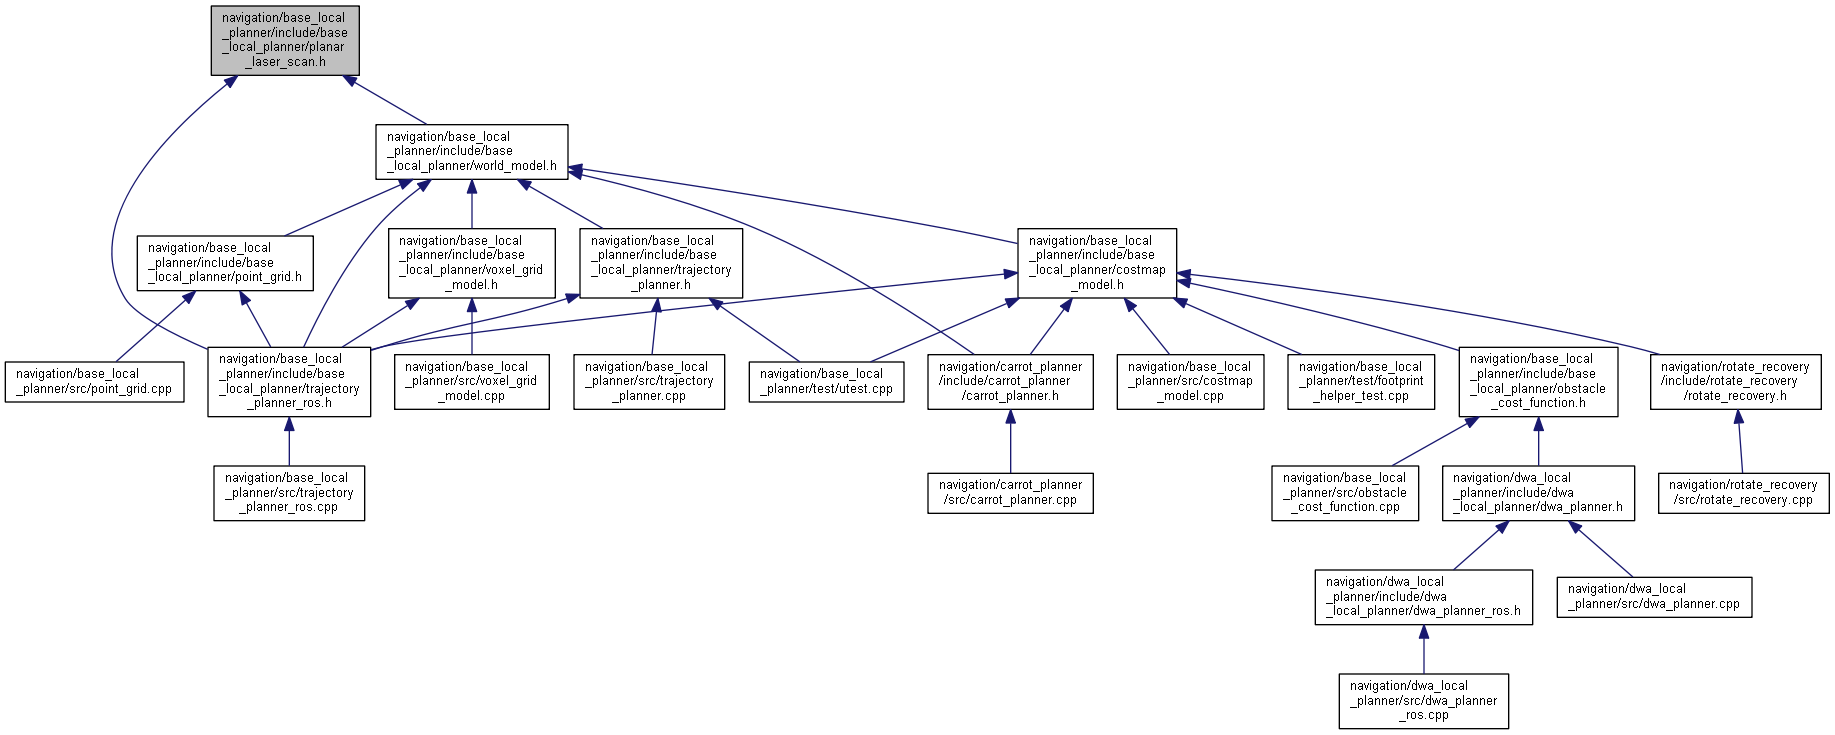 navigation/base_local
_planner/include/base
_local_planner/planar
_laser_scan.h
navigation/base_local
_planner/include/base
_local_planner/world_model.h
navigation/base_local
_planner/include/base
_local_planner/point_grid.h
navigation/base_local
_planner/include/base
_local_planner/voxel_grid
_model.h
navigation/base_local
_planner/include/base
_local_planner/trajectory
_planner.h
navigation/base_local
_planner/include/base
_local_planner/costmap
_model.h
navigation/base_local
_planner/src/point_grid.cpp
navigation/base_local
_planner/include/base
_local_planner/trajectory
_planner_ros.h
navigation/base_local
_planner/src/voxel_grid
_model.cpp
navigation/base_local
_planner/src/trajectory
_planner.cpp
navigation/base_local
_planner/test/utest.cpp
navigation/carrot_planner
/include/carrot_planner
/carrot_planner.h
navigation/base_local
_planner/src/costmap
_model.cpp
navigation/base_local
_planner/test/footprint
_helper_test.cpp
navigation/base_local
_planner/include/base
_local_planner/obstacle
_cost_function.h
navigation/rotate_recovery
/include/rotate_recovery
/rotate_recovery.h
navigation/base_local
_planner/src/trajectory
_planner_ros.cpp
navigation/carrot_planner
/src/carrot_planner.cpp
navigation/base_local
_planner/src/obstacle
_cost_function.cpp
navigation/dwa_local
_planner/include/dwa
_local_planner/dwa_planner.h
navigation/rotate_recovery
/src/rotate_recovery.cpp
navigation/dwa_local
_planner/include/dwa
_local_planner/dwa_planner_ros.h
navigation/dwa_local
_planner/src/dwa_planner.cpp
navigation/dwa_local
_planner/src/dwa_planner
_ros.cpp